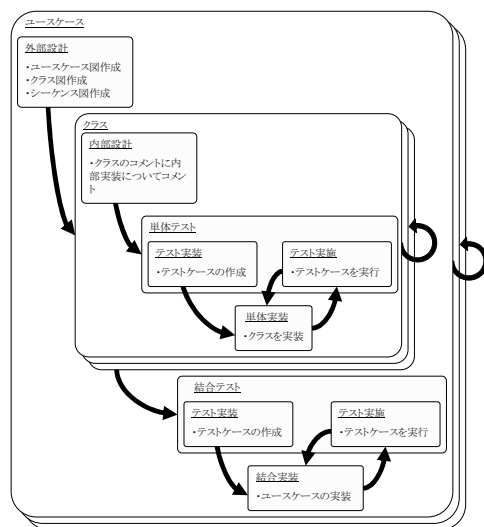 ユースケース
外部設計
・ユースケース図作成
・クラス図作成
・シーケンス図作成
クラス
内部設計
・クラスのコメントに内
部実装についてコメン
ト
単体テスト
テスト実装
・テストケースの作成
テスト実施
・テストケースを実行
単体実装
・クラスを実装
結合テスト
テスト実装
・テストケースの作成
テスト実施
・テストケースを実行
結合実装
・ユースケースの実装